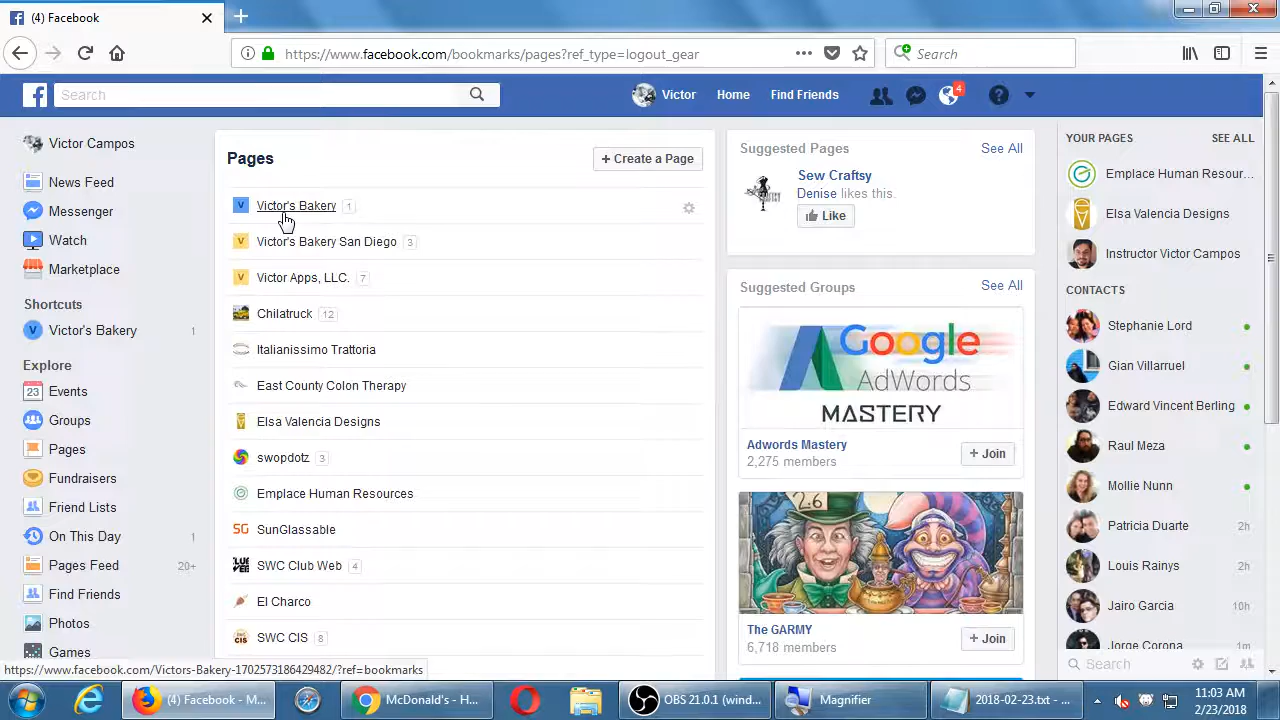 (4) Facebook
https://www.facebook.com/bookmarks/pages?ref_type=logout_gear
Search
Search
Victor
Home
Find Friends
4
Victor Campos
News Feed
Messenger
Watch
Marketplace
Shortcuts
Victor's Bakery 1
Explore
23 Events
Groups
Pages
Fundraisers
Friend Lists
On This Day 1
Pages Feed 20+
Find Friends
Photos
Games
Pages
+ Create a Page
V Victor's Bakery 1
V Victor's Bakery San Diego 3
V Victor Apps, LLC. 7
Chilatruck 12
Italianissimo Trattoria
East County Colon Therapy
Elsa Valencia Designs
swopdotz 3
Emplace Human Resources
SG SunGlassable
SWC Club Web 4
El Charco
SWC CIS SWC CIS 8
Suggested Pages See All
Sew Craftsy
Denise likes this.
Like
Suggested Groups See All
Google
AdWords
MASTERY
Adwords Mastery
2,275 members
+ Join
The GARMY
6,718 members
+ Join
YOUR PAGES SEE ALL
Emplace Human Resour...
Elsa Valencia Designs
Instructor Victor Campos
CONTACTS
Stephanie Lord
Gian Villarruel
Edward Vincent Berling
Raul Meza
Mollie Nunn
Patricia Duarte 2h
Louis Rainys 2h
Jairo Garcia 10h
Jorge Corona 1m
Search
https://www.facebook.com/Victors-Bakery-1702573186429482/?ref=bookmarks
(4) Facebook - M...
McDonald's - H...
OBS 21.0.1 (wind...
Magnifier
2018-02-23.txt - ...
11:03 AM
2/23/2018